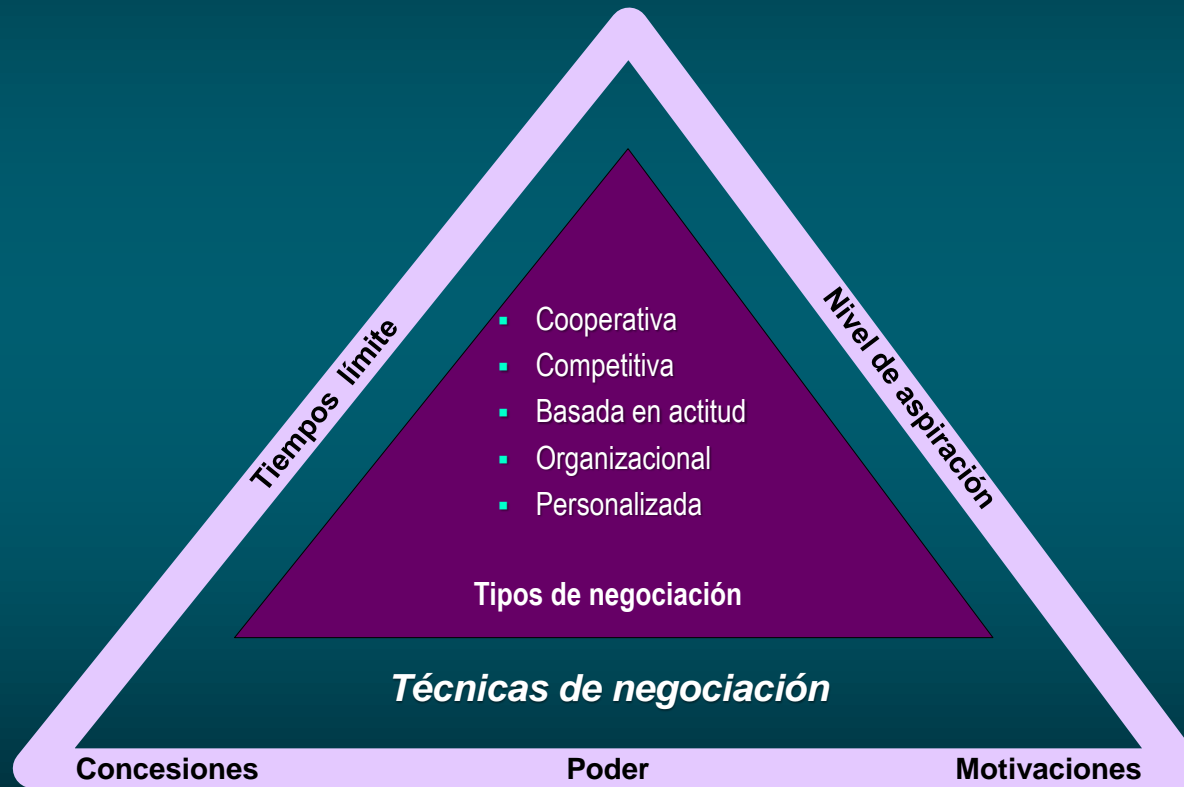 Tiempos límite
Nivel de aspiración
▪ Cooperativa
▪ Competitiva
▪ Basada en actitud
▪ Organizacional
▪ Personalizada
Tipos de negociación
Técnicas de negociación
Concesiones Poder Motivaciones